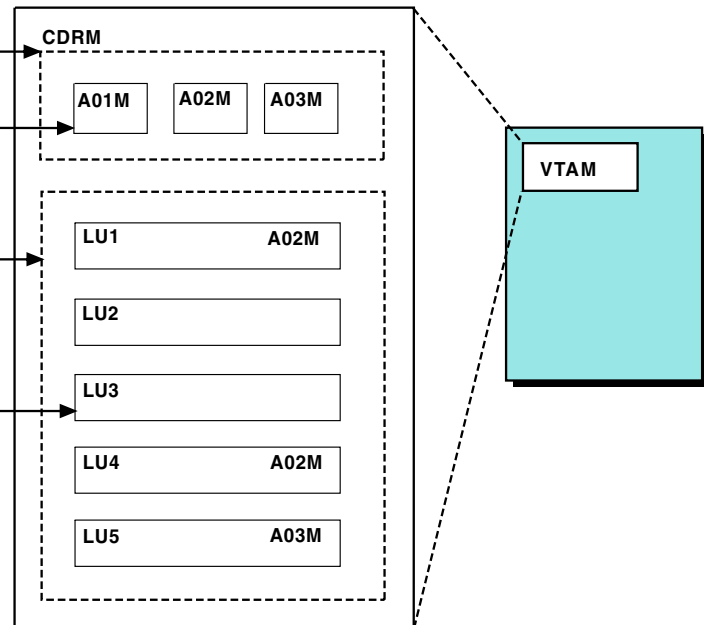 CDRM
A01M A02M A03M
VTAM
LU1 A02M
LU2
LU3
LU4 A02M
LU5 A03M